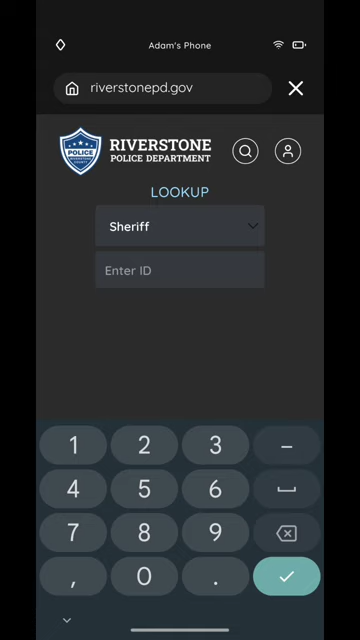 Adam's Phone
riverstonepd.gov
POLICE
RIVERSTONE
POLICE DEPARTMENT
LOOKUP
Sheriff
Enter ID
1 2 3 –
4 5 6
7 8 9
, 0 .